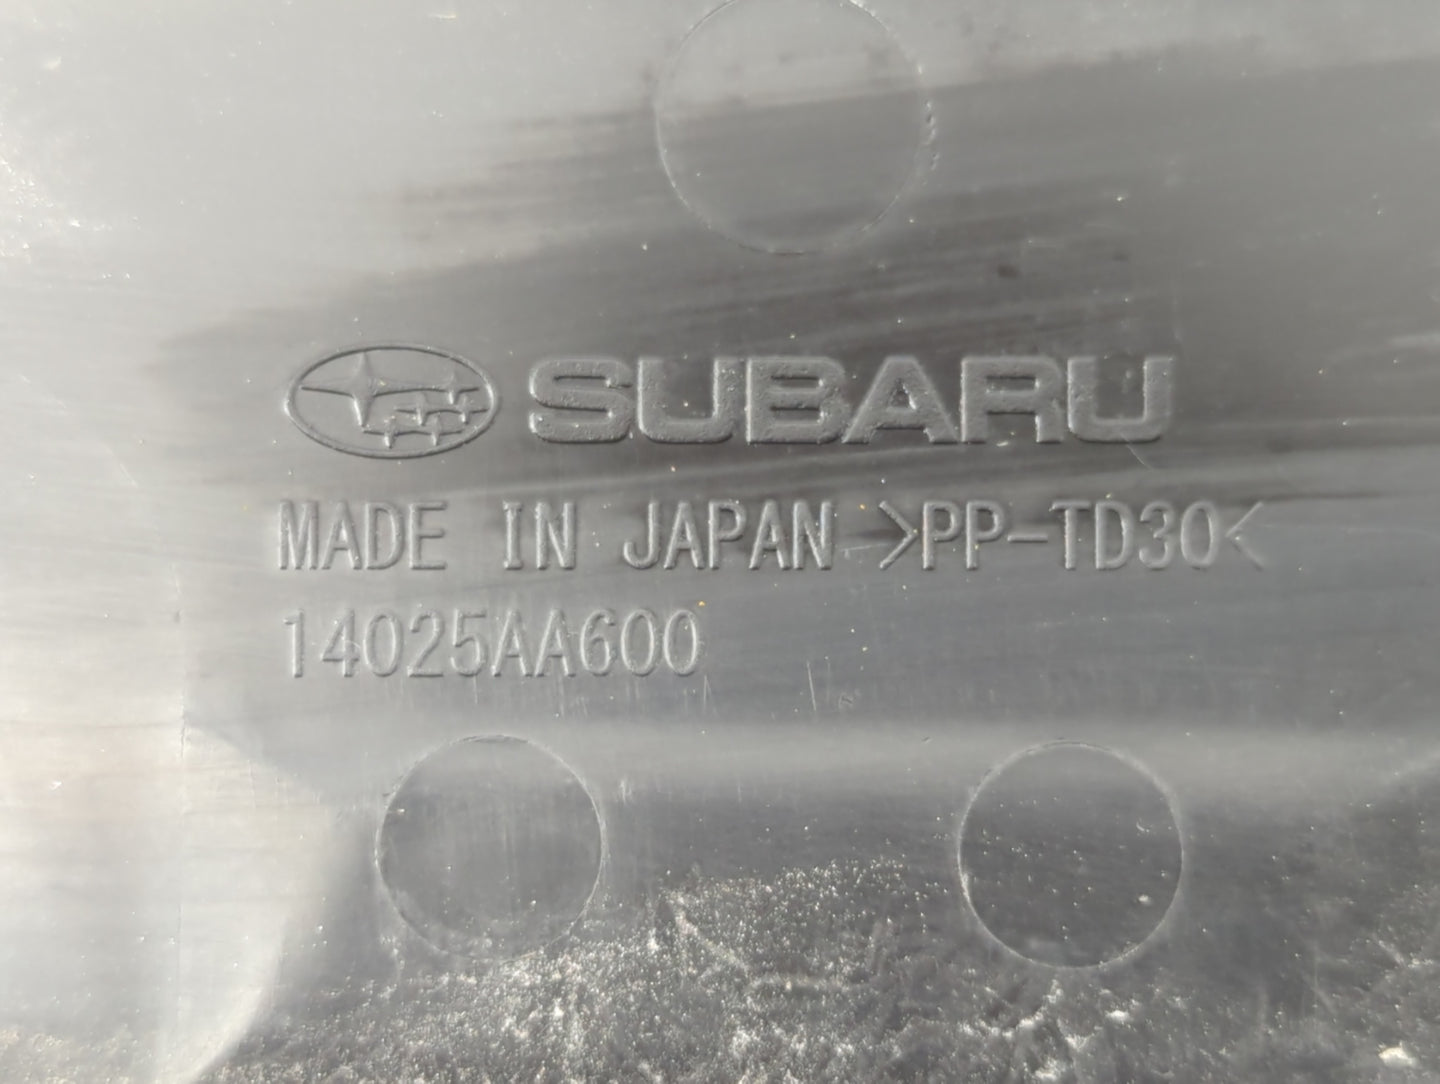 SUBARU
MADE IN JAPAN >PP-TD30<
14025AA600